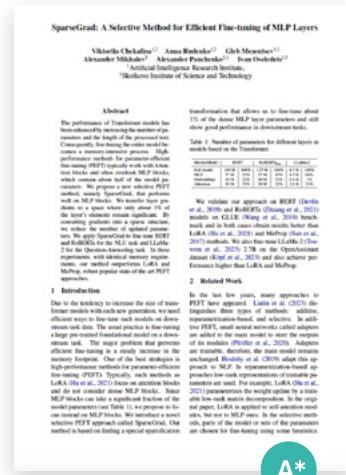 SparseGrad: A Selective Method for Efficient Fine-tuning of MLP Layers
Viktoriia Chekalina1,2 Anna Rudenko1,2 Gleb Mezentsev1,2
Alexander Mikhalev2 Alexander Panchenko2,1 Ivan Oseledets1,2
1Artificial Intelligence Research Institute,
2Skolkovo Institute of Science and Technology
Abstract
The performance of Transformer models has
been enhanced by increasing the number of pa-
rameters and the length of the processed text.
Consequently, fine-tuning the entire model be-
comes a memory-intensive process. High-
performance methods for parameter-efficient
fine-tuning (PEFT) typically work with Atten-
tion blocks and often overlook MLP blocks,
which contain about half of the model pa-
rameters. We propose a new selective PEFT
method, namely SparseGrad, that performs
well on MLP blocks. We transfer layer gra-
dients to a space where only about 1% of
the layer's elements remain significant. By
converting gradients into a sparse structure,
we reduce the number of updated parame-
ters. We apply SparseGrad to fine-tune BERT
and RoBERTa for the NLU task and LLaMa-
2 for the Question-Answering task. In these
experiments, with identical memory require-
ments, our method outperforms LoRA and
MeProp, robust popular state-of-the-art PEFT
approaches.
1 Introduction
Due to the tendency to increase the size of trans-
former models with each new generation, we need
efficient ways to fine-tune such models on down-
stream task data. The usual practice is fine-tuning
a large pre-trained foundational model on a down-
stream task. The major problem that prevents
efficient fine-tuning is a steady increase in the
memory footprint. One of the best strategies is
high-performance methods for parameter-efficient
fine-tuning (PEFT). Typically, such methods as
LoRA (Hu et al., 2021) focus on attention blocks
and do not consider dense MLP blocks. Since
MLP blocks can take a significant fraction of the
model parameters (see Table 1), we propose to fo-
cus instead on MLP blocks. We introduce a novel
selective PEFT approach called SparseGrad. Our
method is based on finding a special sparsification
transformation that allows us to fine-tune about
1% of the dense MLP layer parameters and still
show good performance in downstream tasks.
Table 1: Number of parameters for different layers in
models based on the Transformer.
We validate our approach on BERT (Devlin
et al., 2019) and RoBERTa (Zhuang et al., 2021)
models on GLUE (Wang et al., 2019) bench-
mark and in both cases obtain results better than
LoRA (Hu et al., 2021) and MeProp (Sun et al.,
2017) methods. We also fine-tune LLaMa-2 (Tou-
vron et al., 2023) 2.7B on the OpenAssistant
dataset (Köpf et al., 2023) and also achieve per-
formance higher than LoRA and MeProp.
2 Related Work
In the last few years, many approaches to
PEFT have appeared. Lialin et al. (2023) dis-
tinguishes three types of methods: additive,
reparametrization-based, and selective. In addi-
tive PEFT, small neural networks called adapters
are added to the main model to steer the outputs
of its modules (Pfeiffer et al., 2020). Adapters
are trainable, therefore, the main model remains
unchanged. Houlsby et al. (2019) adapt this ap-
proach to NLP. In reparametrization-based ap-
proaches low-rank representations of trainable pa-
rameters are used. For example, LoRA (Hu et al.,
2021) parameterizes the weight update by a train-
able low-rank matrix decomposition. In the origi-
nal paper, LoRA is applied to self-attention mod-
ules, but not to MLP ones. In the selective meth-
ods, parts of the model or sets of the parameters
are chosen for fine-tuning using some heuristics.
A*